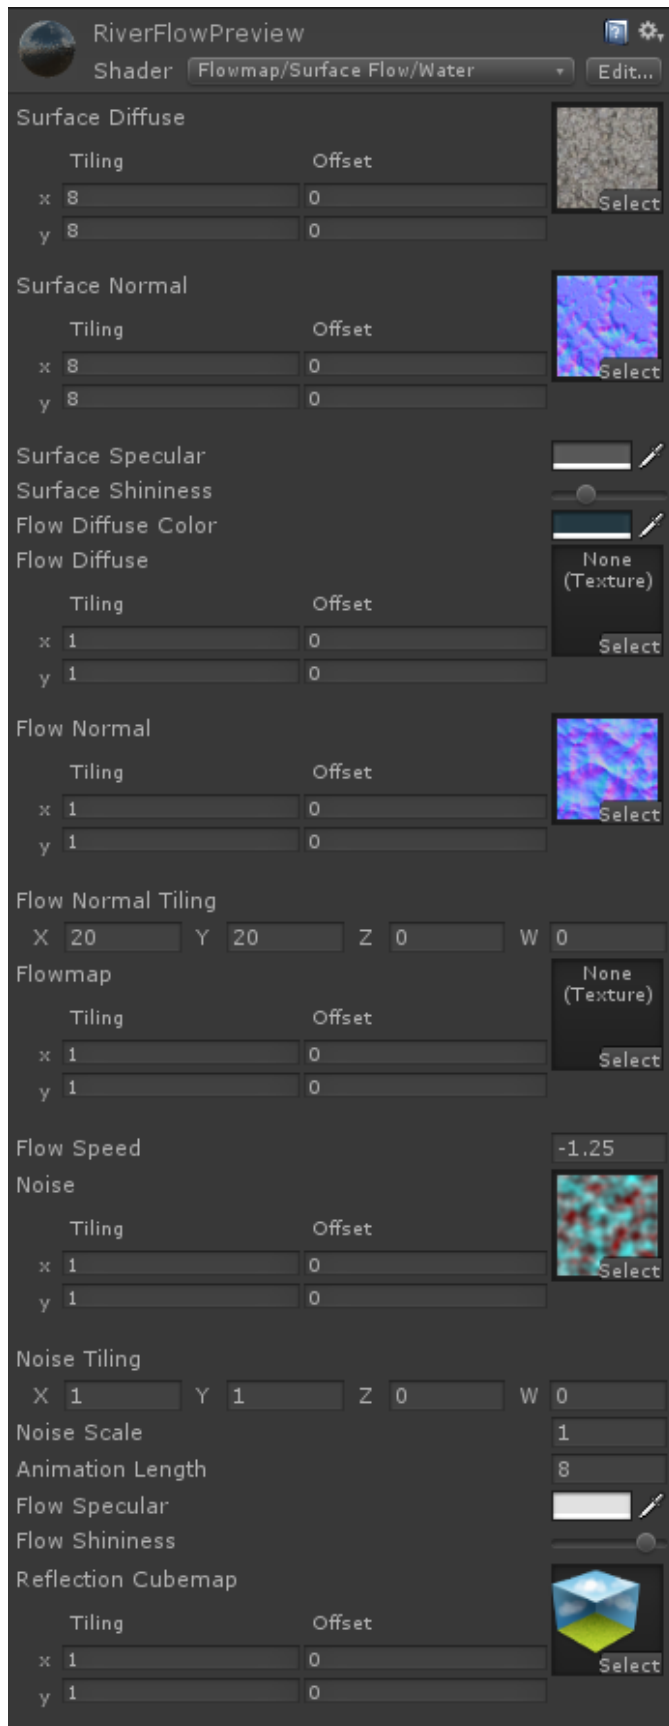 RiverFlowPreview
Shader Flowmap/Surface Flow/Water Edit...
Surface Diffuse
Tiling Offset
x 8 0
Select
y 8 0
Surface Normal
Tiling Offset
x 8 0
Select
y 8 0
Surface Specular
Surface Shininess
Flow Diffuse Color
Flow Diffuse None
(Texture)
Tiling Offset
x 1 0
Select
y 1 0
Flow Normal
Tiling Offset
x 1 0
Select
y 1 0
Flow Normal Tiling
X 20 Y 20 Z 0 W 0
Flowmap None
(Texture)
Tiling Offset
x 1 0
Select
y 1 0
Flow Speed -1.25
Noise
Tiling Offset
x 1 0
Select
y 1 0
Noise Tiling
X 1 Y 1 Z 0 W 0
Noise Scale 1
Animation Length 8
Flow Specular
Flow Shininess
Reflection Cubemap
Tiling Offset
x 1 0
Select
y 1 0